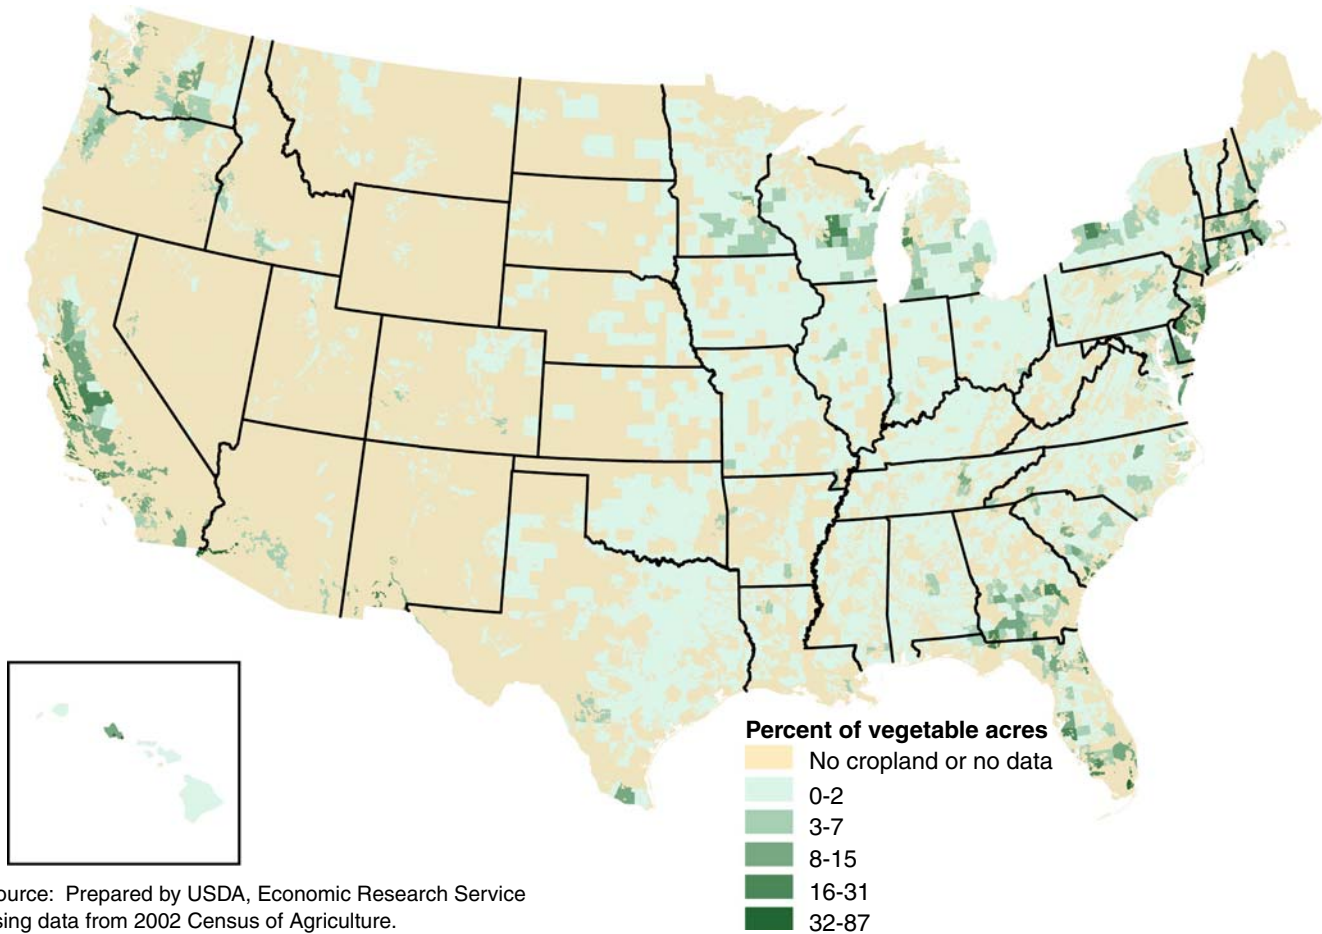 Percent of vegetable acres
No cropland or no data
0-2
3-7
8-15
16-31
32-87
ource: Prepared by USDA, Economic Research Service
sing data from 2002 Census of Agriculture.